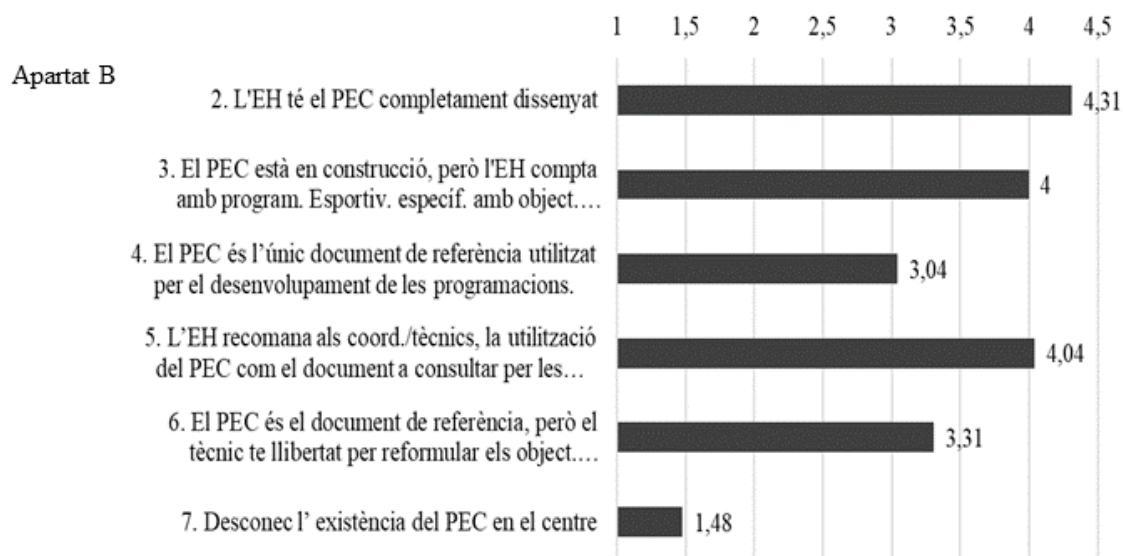 1 1,5 2 2,5 3 3,5 4 4,5
Apartat B
2. L'EH té el PEC completament dissenyat
4,31
3. El PEC està en construcció, però l'EH compta
amb program. Esportiv. específ. amb object.…
4
4. El PEC és l’únic document de referència utilitzat
per el desenvolupament de les programacions.
3,04
5. L’EH recomana als coord./tècnics, la utilització
del PEC com el document a consultar per les…
4,04
6. El PEC és el document de referència, però el
tècnic te llibertat per reformular els object.…
3,31
7. Desconec l’ existència del PEC en el centre
1,48